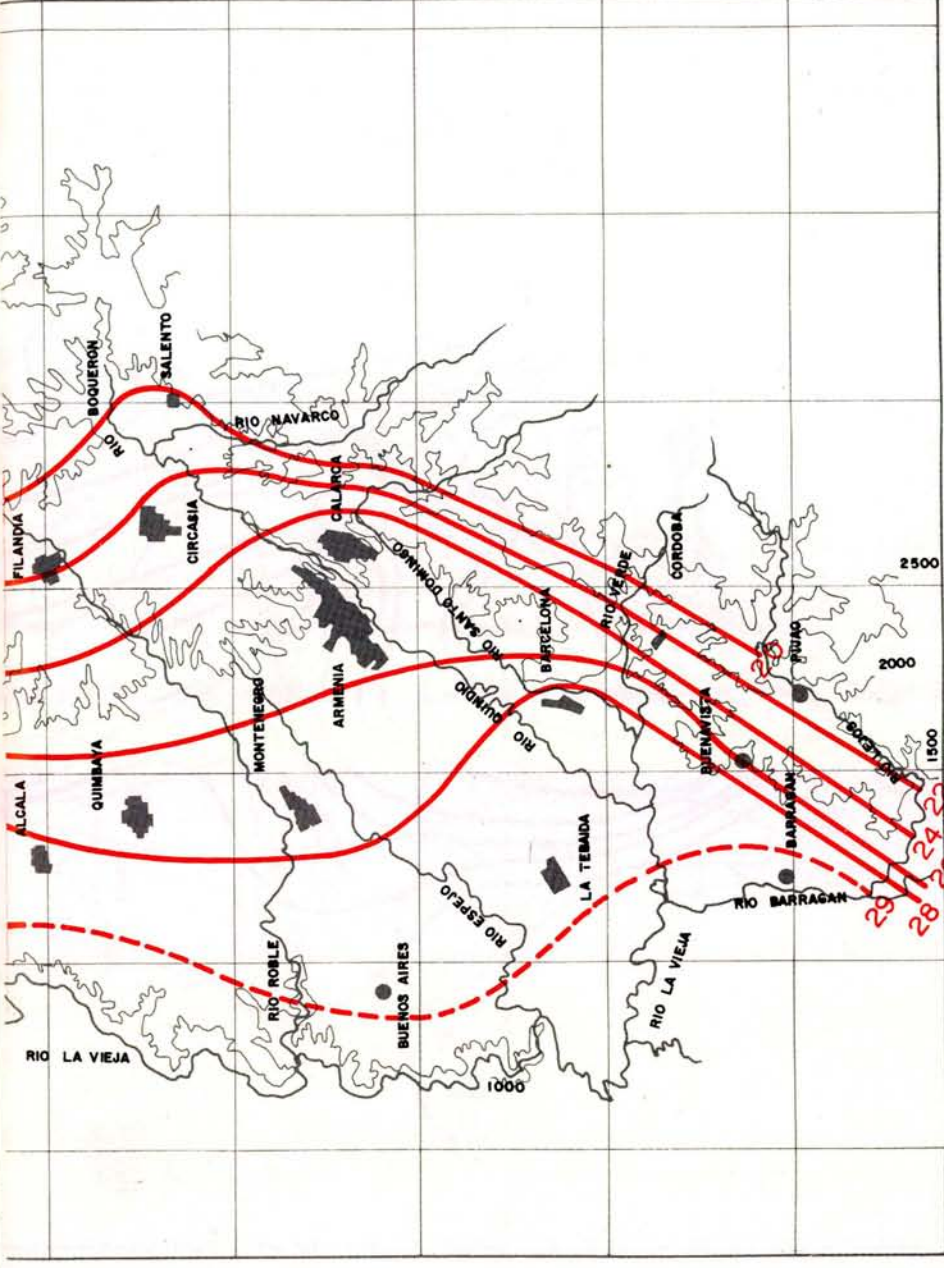 BOQUERON
SALENTO
RIO
RIO NAVARCO
FILANDIA
CIRCASIA
CALARCA
RIO SANTO DOMINGO
CORDOBA
2500
RIO VERDE
BARCELONA
PIJAO
2000
ARMENIA
MONTENEGRO
QUIMBAYA
ALCALA
RIO QUINDIO
BUENAVISTA
RIO LEJOS
1500
BARRAGAN
LA TEBAIDA
RIO ESPEJO
RIO BARRAGAN
24
28
29
RIO ROBLE
BUENOS AIRES
RIO LA VIEJA
RIO LA VIEJA
1000